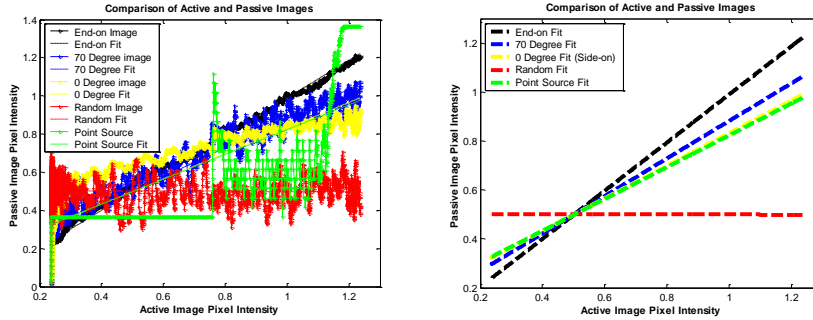 Comparison of Active and Passive Images
End-on Image
End-on Fit
70 Degree image
70 Degree Fit
0 Degree image
0 Degree Fit
Random Image
Random Fit
Point Source
Point Source Fit
Passive Image Pixel Intensity
1.4
1.2
1
0.8
0.6
0.4
0.2
0
0.2
0.4
0.6
0.8
1
1.2
Active Image Pixel Intensity
Comparison of Active and Passive Images
End-on Fit
70 Degree Fit
0 Degree Fit (Side-on)
Random Fit
Point Source Fit
Passive Image Pixel Intensity
1.2
1
0.8
0.6
0.4
0.2
0
0.2
0.4
0.6
0.8
1
1.2
Active Image Pixel Intensity